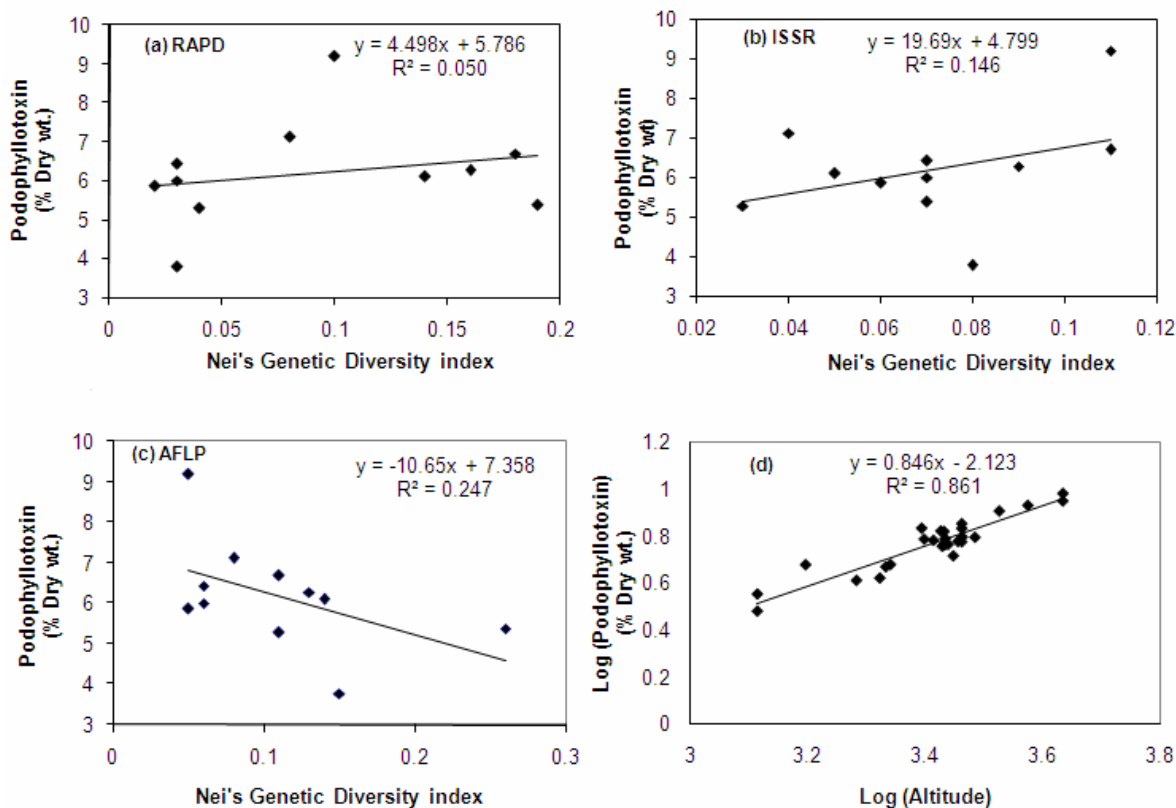 (a) RAPD
y = 4.498x + 5.786
R² = 0.050
10
9
8
7
6
5
4
3
0
0.05
0.1
0.15
0.2
Podophyllotoxin
(% Dry wt.)
Nei's Genetic Diversity index
(b) ISSR
y = 19.69x + 4.799
R² = 0.146
10
9
8
7
6
5
4
3
0.02
0.04
0.06
0.08
0.1
0.12
Podophyllotoxin
(% Dry wt)
Nei's Genetic Diversity index
(c) AFLP
y = -10.65x + 7.358
R² = 0.247
10
9
8
7
6
5
4
3
0
0.1
0.2
0.3
Podophyllotoxin
(% Dry wt.)
Nei's Genetic Diversity index
(d)
y = 0.846x - 2.123
R² = 0.861
1.2
1
0.8
0.6
0.4
0.2
0
3
3.2
3.4
3.6
3.8
Log (Podophyllotoxin)
(% Dry wt.)
Log (Altitude)